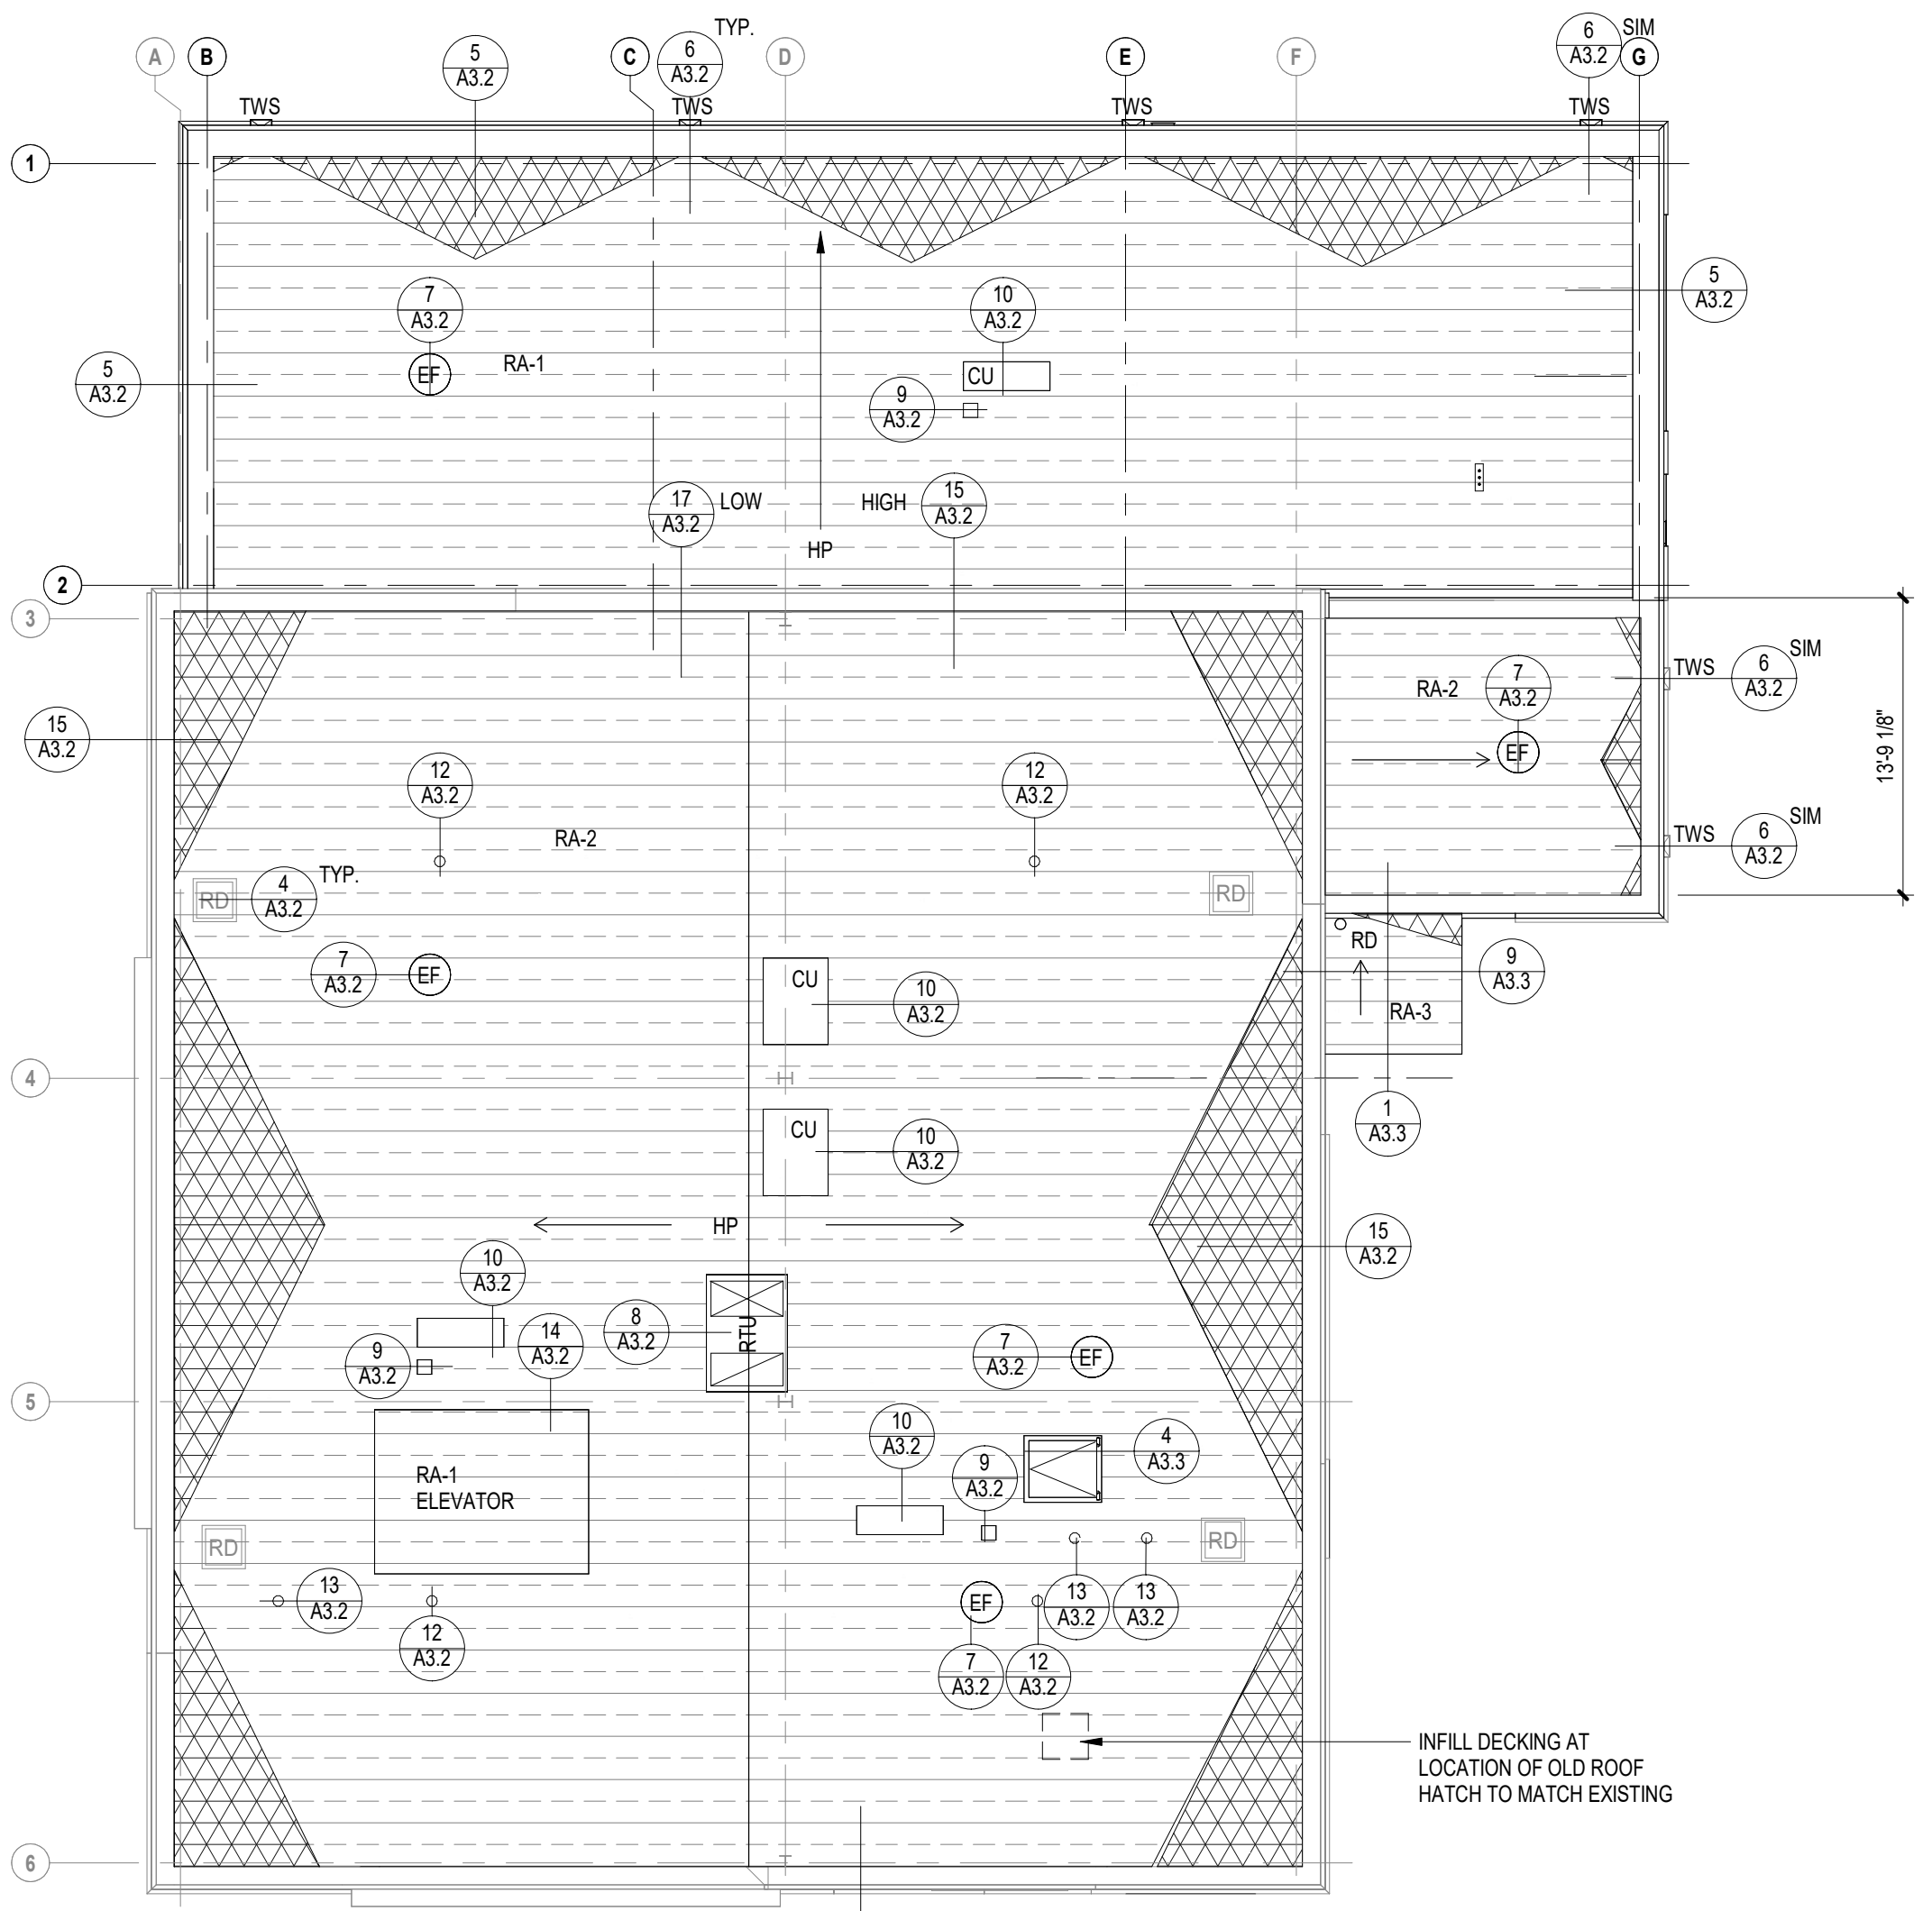 TYP.
SIM
5
A3.2
6
A3.2
6
A3.2
A
B
C
D
E
F
G
TWS
TWS
TWS
TWS
1
5
A3.2
7
A3.2
10
A3.2
5
A3.2
EF
RA-1
CU
9
A3.2
17
A3.2
LOW
HIGH
15
A3.2
HP
2
3
13'-9 1/8"
RA-2
7
A3.2
TWS
6
A3.2
SIM
15
A3.2
EF
12
A3.2
12
A3.2
RA-2
TWS
6
A3.2
SIM
RD
4
A3.2
TYP.
RD
RD
7
A3.2
EF
CU
10
A3.2
9
A3.3
RA-3
4
CU
10
A3.2
1
A3.3
HP
15
A3.2
10
A3.2
14
A3.2
8
A3.2
RTU
9
A3.2
7
A3.2
EF
5
10
A3.2
9
A3.2
4
A3.3
RA-1
ELEVATOR
RD
RD
13
A3.2
12
A3.2
EF
13
A3.2
13
A3.2
7
A3.2
12
A3.2
INFILL DECKING AT
LOCATION OF OLD ROOF
HATCH TO MATCH EXISTING
6